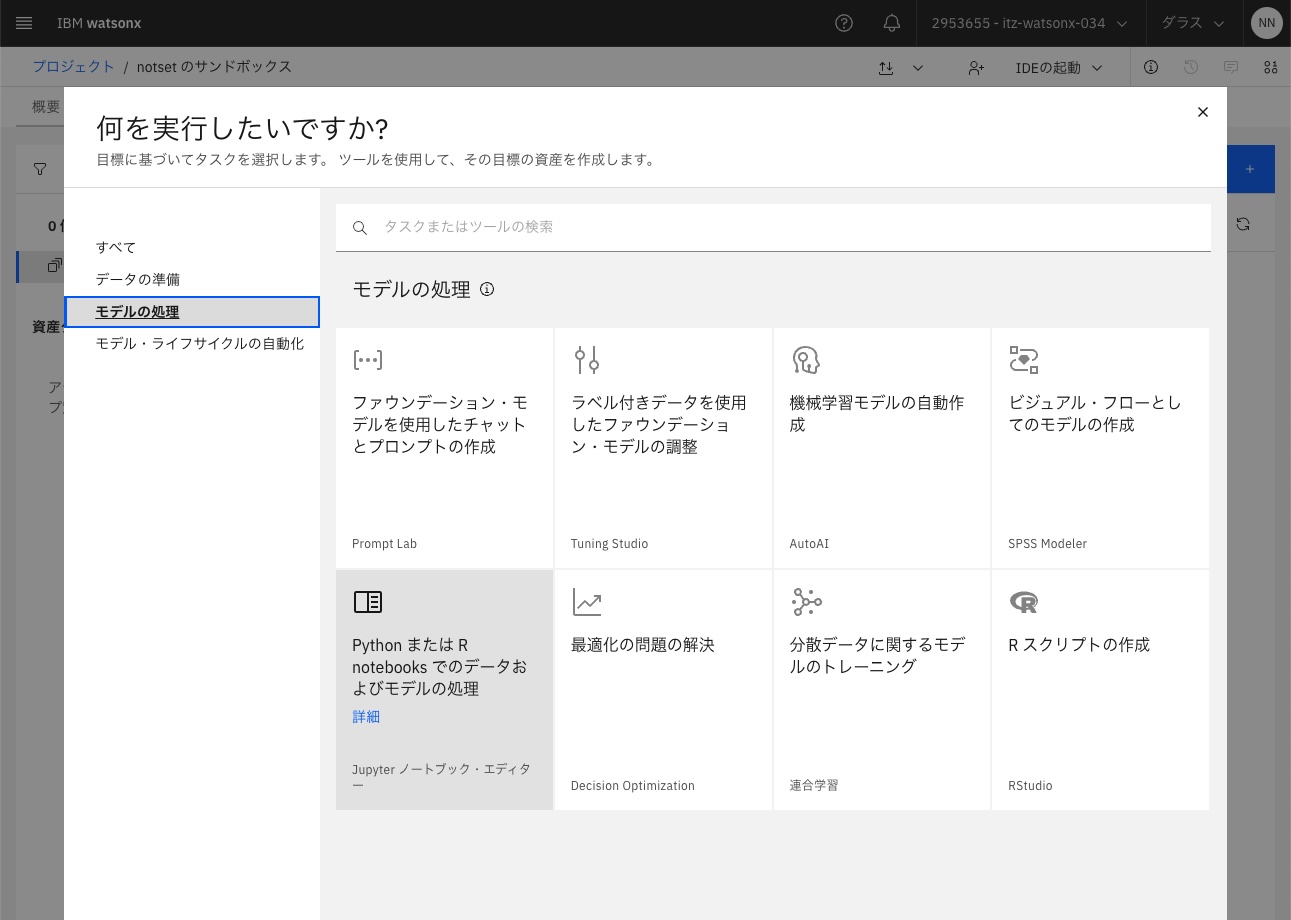 IBM watsonx
2953655 - itz-watsonx-034
ダラス
NN
プロジェクト / notset のサンドボックス
IDEの起動
概要
何を実行したいですか?
目標に基づいてタスクを選択します。 ツールを使用して、その目標の資産を作成します。
0
資産
ア
プ
すべて
データの準備
モデルの処理
モデル・ライフサイクルの自動化
タスクまたはツールの検索
モデルの処理
ファウンデーション・モ
デルを使用したチャット
とプロンプトの作成
Prompt Lab
ラベル付きデータを使用
したファウンデーショ
ン・モデルの調整
Tuning Studio
機械学習モデルの自動作
成
AutoAI
ビジュアル・フローとし
てのモデルの作成
SPSS Modeler
Python または R
notebooks でのデータお
よびモデルの処理
詳細
Jupyter ノートブック・エディタ
ー
最適化の問題の解決
Decision Optimization
分散データに関するモデ
ルのトレーニング
連合学習
R スクリプトの作成
RStudio